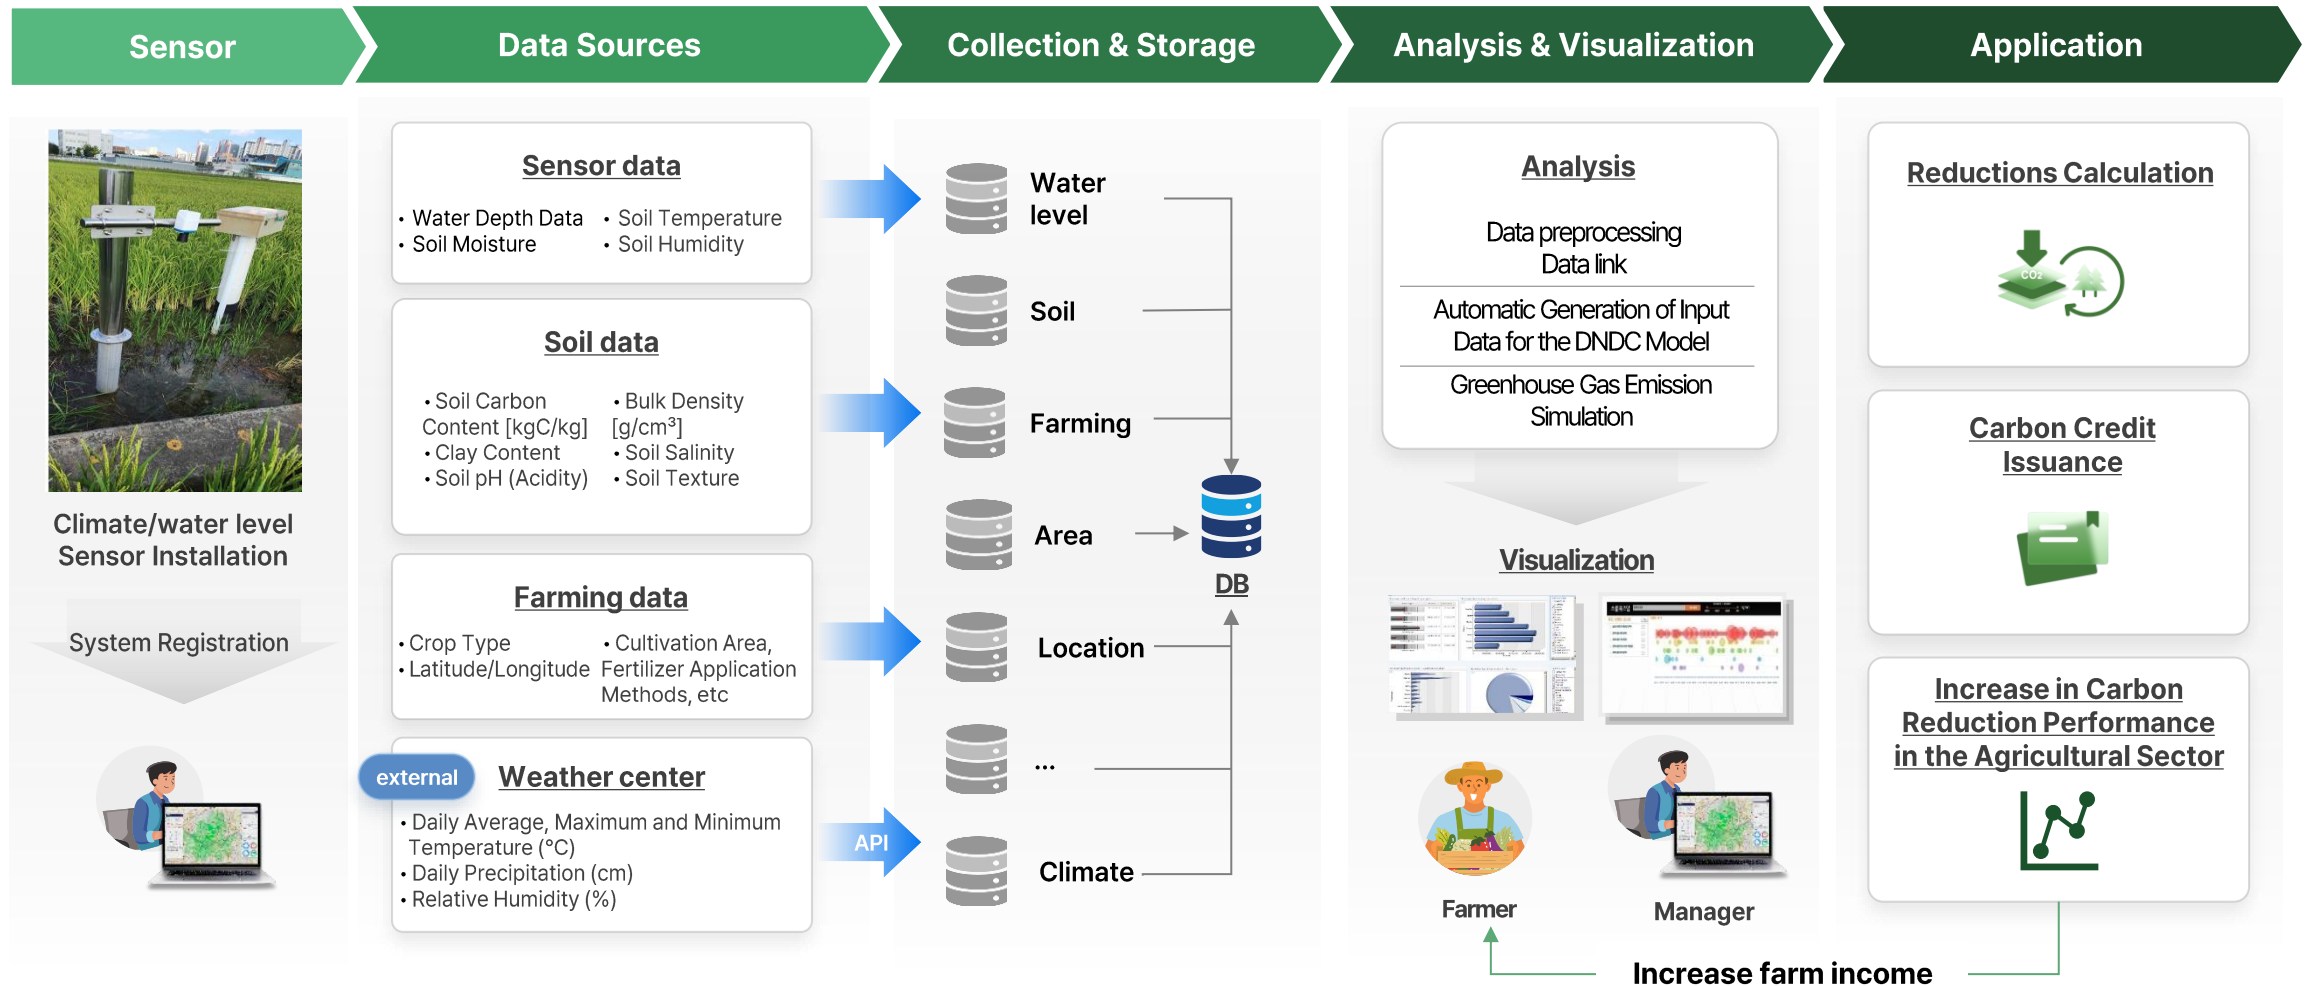 Sensor
Data Sources
Collection & Storage
Analysis & Visualization
Application
Climate/water level
Sensor Installation
System Registration
Sensor data
• Water Depth Data
• Soil Moisture
• Soil Temperature
• Soil Humidity
Soil data
• Soil Carbon
Content [kgC/kg]
• Clay Content
• Soil pH (Acidity)
• Bulk Density
[g/cm³]
• Soil Salinity
• Soil Texture
Farming data
• Crop Type
• Latitude/Longitude
• Cultivation Area,
Fertilizer Application
Methods, etc
external
Weather center
• Daily Average, Maximum and Minimum
Temperature (°C)
• Daily Precipitation (cm)
• Relative Humidity (%)
API
Water
level
Soil
Farming
Area
Location
...
Climate
DB
Analysis
Data preprocessing
Data link
Automatic Generation of Input
Data for the DNDC Model
Greenhouse Gas Emission
Simulation
Visualization
Farmer
Manager
Reductions Calculation
CO₂
Carbon Credit
Issuance
Increase in Carbon
Reduction Performance
in the Agricultural Sector
Increase farm income